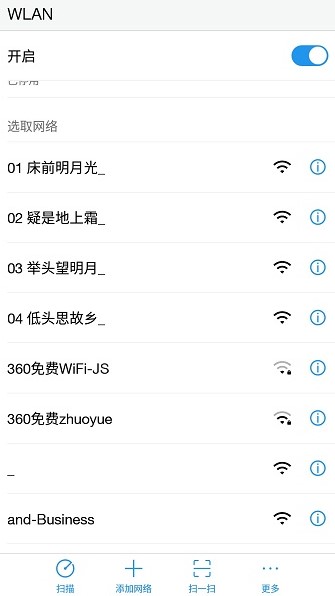 WLAN
开启
选取网络
01 床前明月光_
02 疑是地上霜_
03 举头望明月_
04 低头思故乡_
360免费WiFi-JS
360免费zhuoyue
_
and-Business
扫描
添加网络
扫一扫
更多